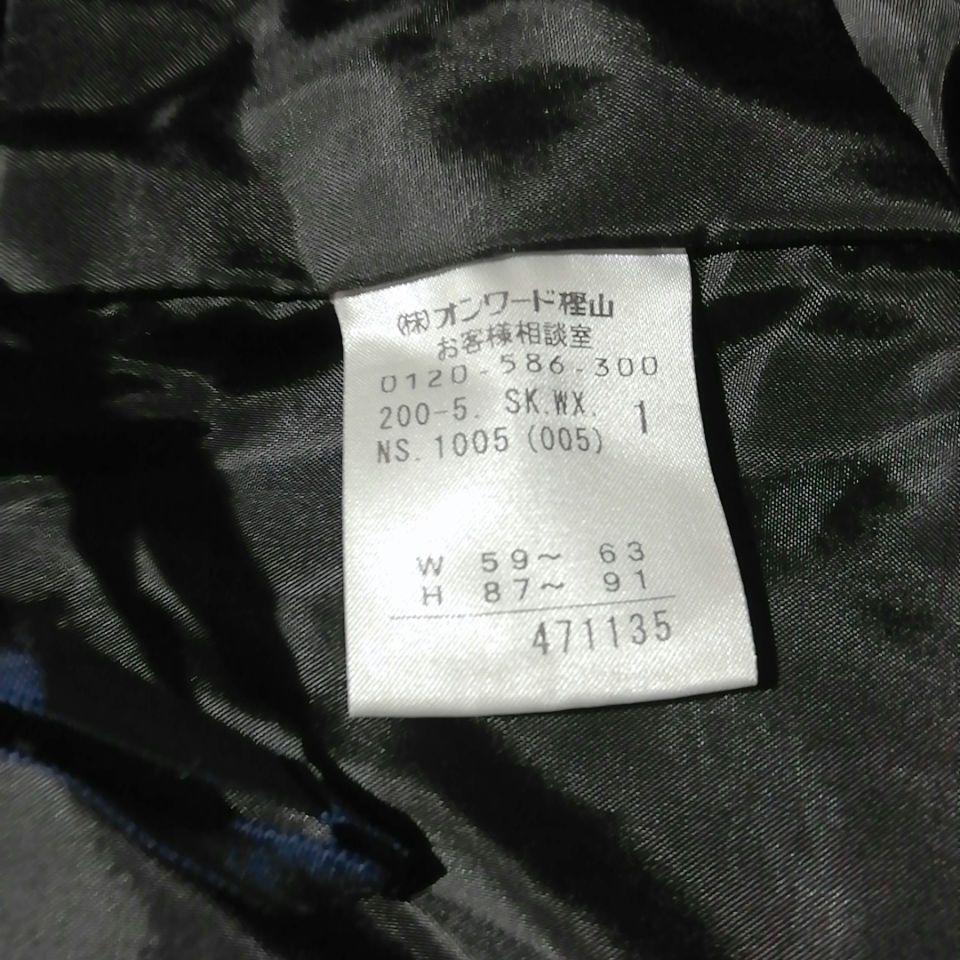 ㈱オンワード樫山
お客様相談室
0120-586-300
200-5. SK.WX. 1
NS.1005 (005)
W 59〜 63
H 87〜 91
471135